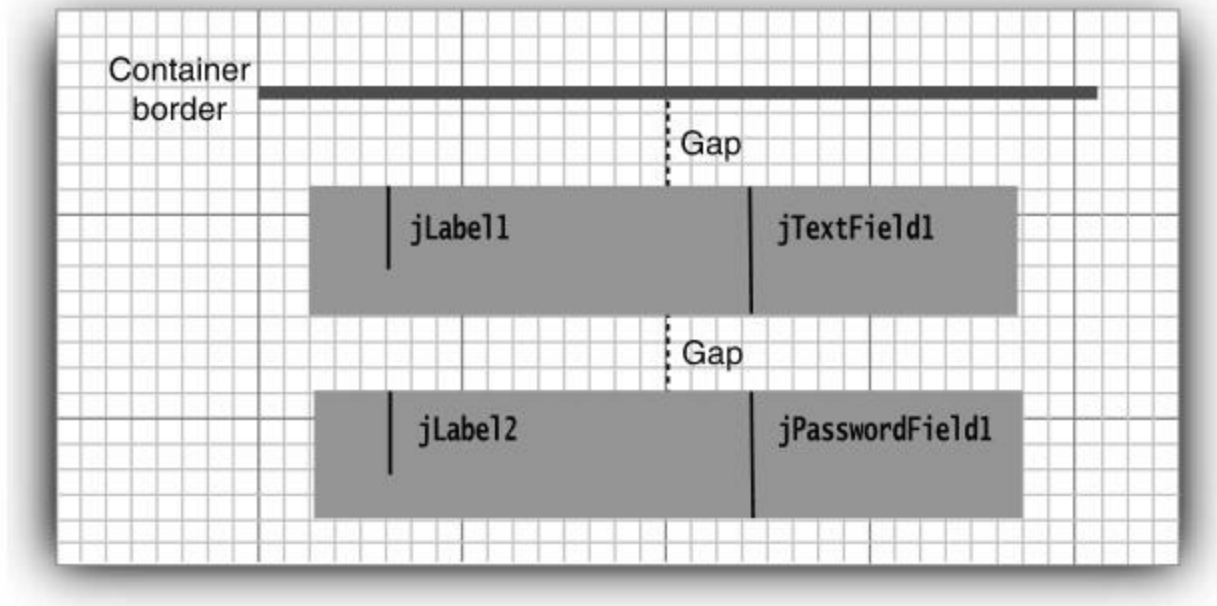 Container
border
Gap
jLabel1
jTextField1
Gap
jLabel2
jPasswordField1